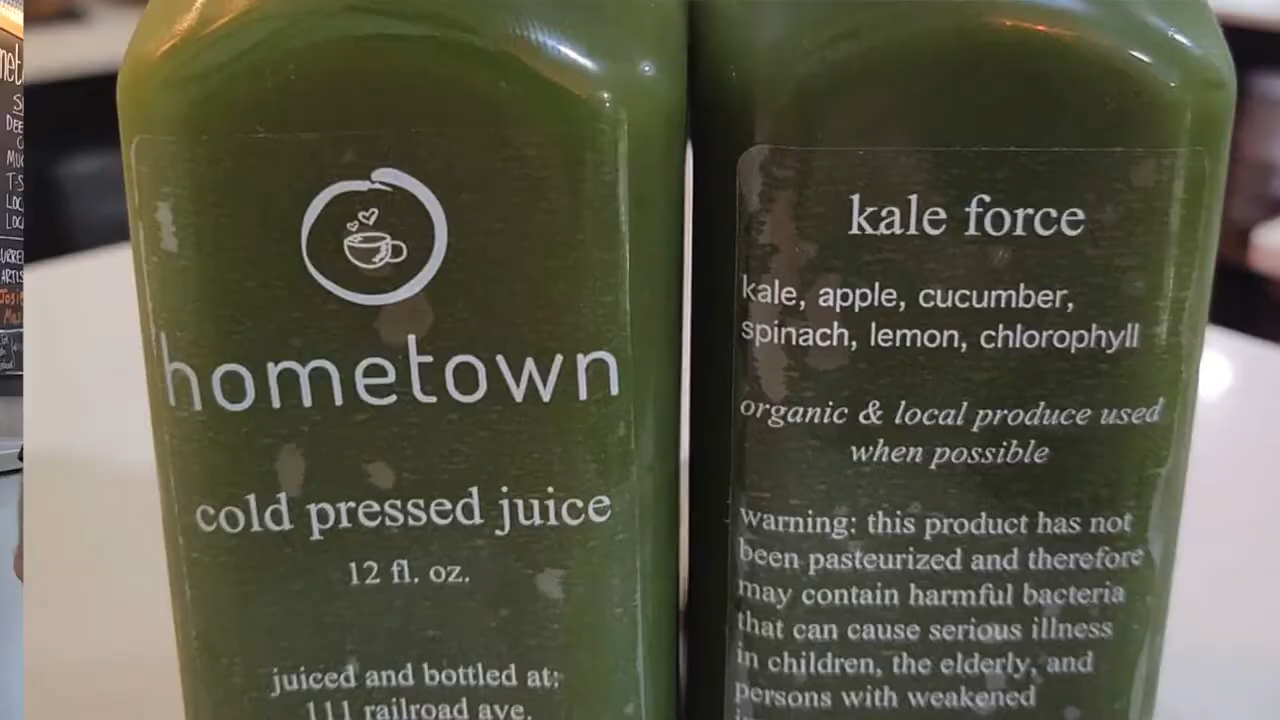 hometown
cold pressed juice
12 fl. oz.
juiced and bottled at:
111 railroad ave.
kale force
kale, apple, cucumber,
spinach, lemon, chlorophyll
organic & local produce used
when possible
warning: this product has not
been pasteurized and therefore
may contain harmful bacteria
that can cause serious illness
in children, the elderly, and
persons with weakened